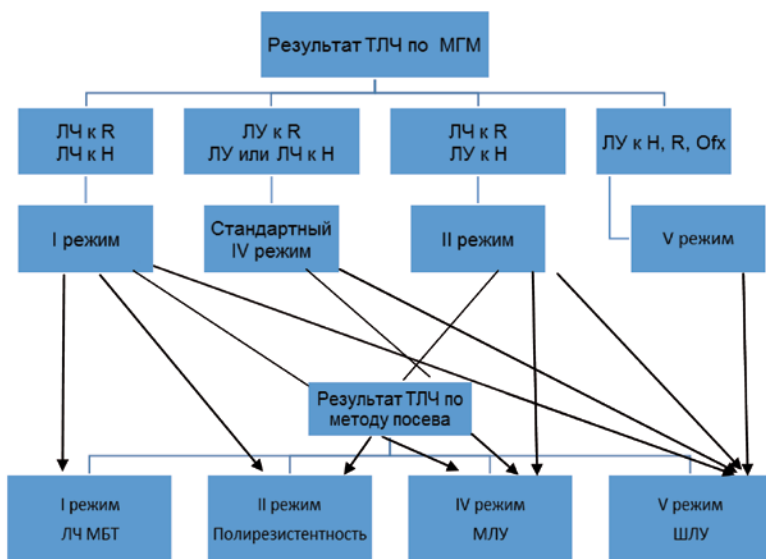 Результат ТЛЧ по МГМ
ЛЧ к R
ЛЧ к H
ЛУ к R
ЛУ или ЛЧ к H
ЛЧ к R
ЛУ к H
ЛУ к H, R, Ofx
I режим
Стандартный
IV режим
II режим
V режим
Результат ТЛЧ по
методу посева
I режим
ЛЧ МБТ
II режим
Полирезистентность
IV режим
МЛУ
V режим
ШЛУ